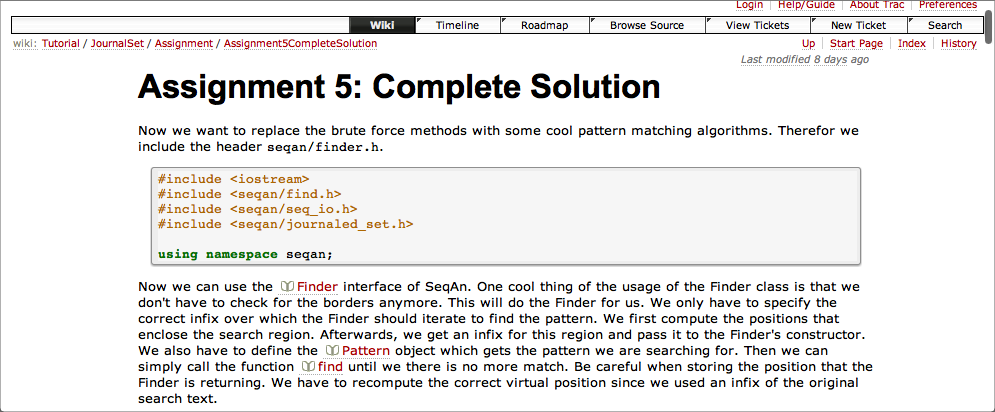 Login Help/Guide About Trac Preferences
Wiki Timeline Roadmap Browse Source View Tickets New Ticket Search
wiki: Tutorial / JournalSet / Assignment / Assignment5CompleteSolution Up Start Page Index History
Last modified 8 days ago
Assignment 5: Complete Solution
Now we want to replace the brute force methods with some cool pattern matching algorithms. Therefor we
include the header seqan/finder.h.
#include <iostream>
#include <seqan/find.h>
#include <seqan/seq_io.h>
#include <seqan/journaled_set.h>
using namespace seqan;
Now we can use the Finder interface of SeqAn. One cool thing of the usage of the Finder class is that we
don't have to check for the borders anymore. This will do the Finder for us. We only have to specify the
correct infix over which the Finder should iterate to find the pattern. We first compute the positions that
enclose the search region. Afterwards, we get an infix for this region and pass it to the Finder's constructor.
We also have to define the Pattern object which gets the pattern we are searching for. Then we can
simply call the function find until we there is no more match. Be careful when storing the position that the
Finder is returning. We have to recompute the correct virtual position since we used an infix of the original
search text.